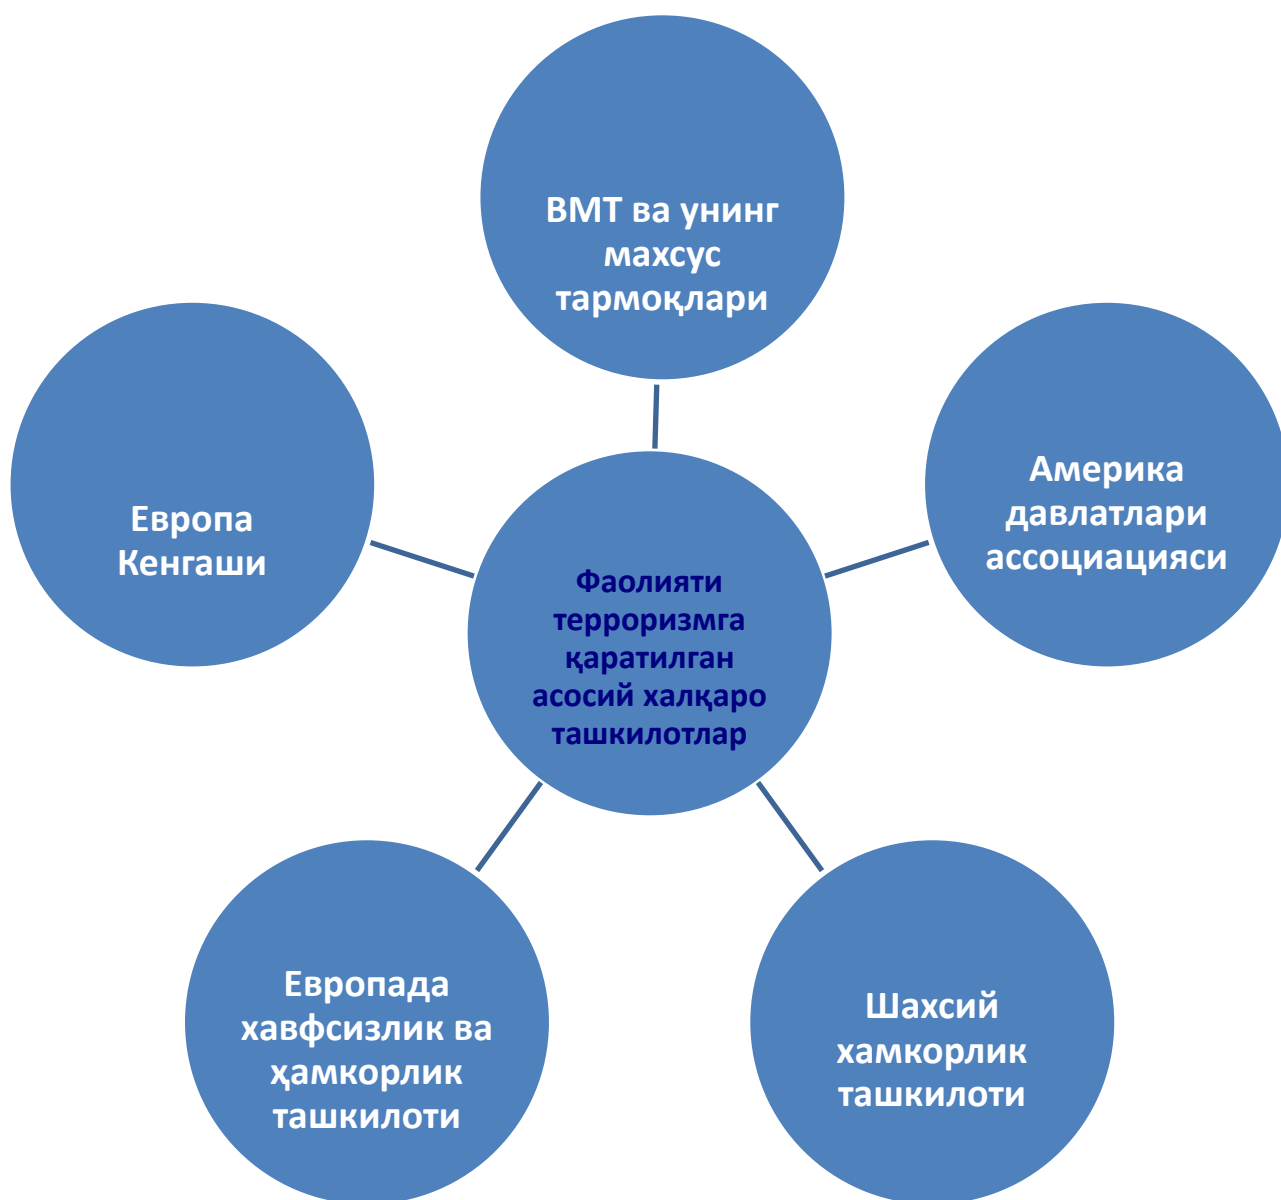 ВМТ ва унинг
махсус
тармоқлари
Америка
давлатлари
ассоциацияси
Европа
Кенгаши
Фаолияти
терроризмга
қаратилган
асосий халқаро
ташкилотлар
Европада
хавфсизлик ва
ҳамкорлик
ташкилоти
Шахсий
хамкорлик
ташкилоти